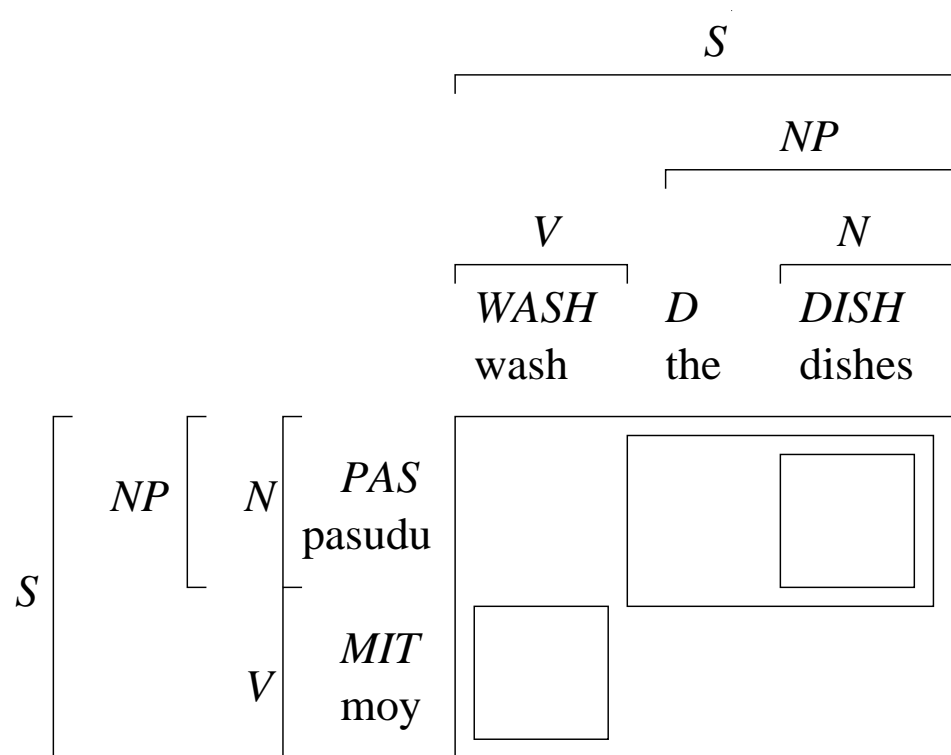 S
NP
V N
WASH D DISH
wash the dishes
NP N PAS
pasudu
S
MIT
V moy